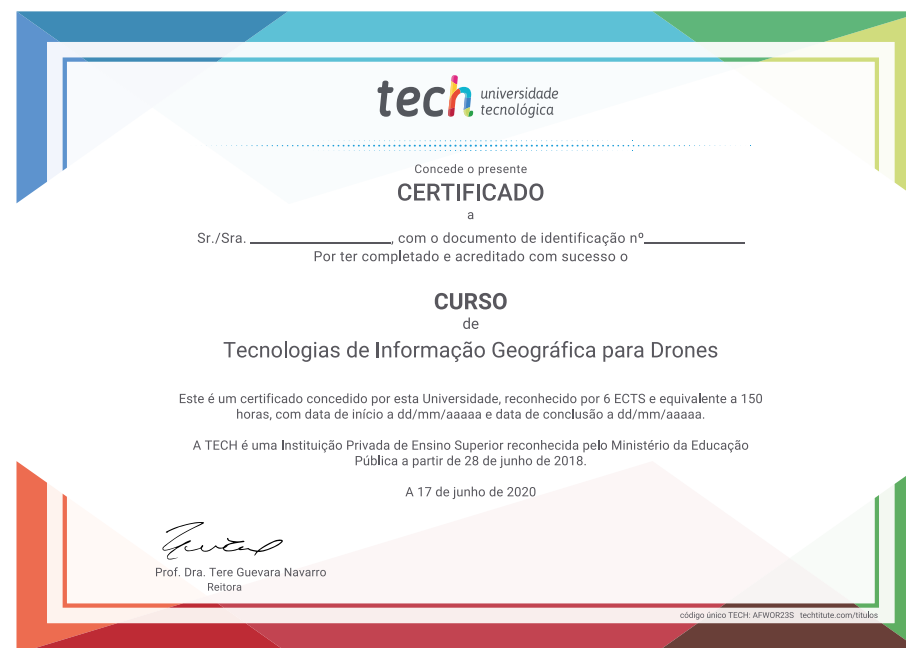 tech universidade
tecnológica
Concede o presente
CERTIFICADO
a
Sr./Sra. ____________________, com o documento de identificação nº______________
Por ter completado e acreditado com sucesso o
CURSO
de
Tecnologias de Informação Geográfica para Drones
Este é um certificado concedido por esta Universidade, reconhecido por 6 ECTS e equivalente a 150
horas, com data de início a dd/mm/aaaaa e data de conclusão a dd/mm/aaaaa.
A TECH é uma Instituição Privada de Ensino Superior reconhecida pelo Ministério da Educação
Pública a partir de 28 de junho de 2018.
A 17 de junho de 2020
Prof. Dra. Tere Guevara Navarro
Reitora
código único TECH: AFWOR23S techtitute.com/titulos